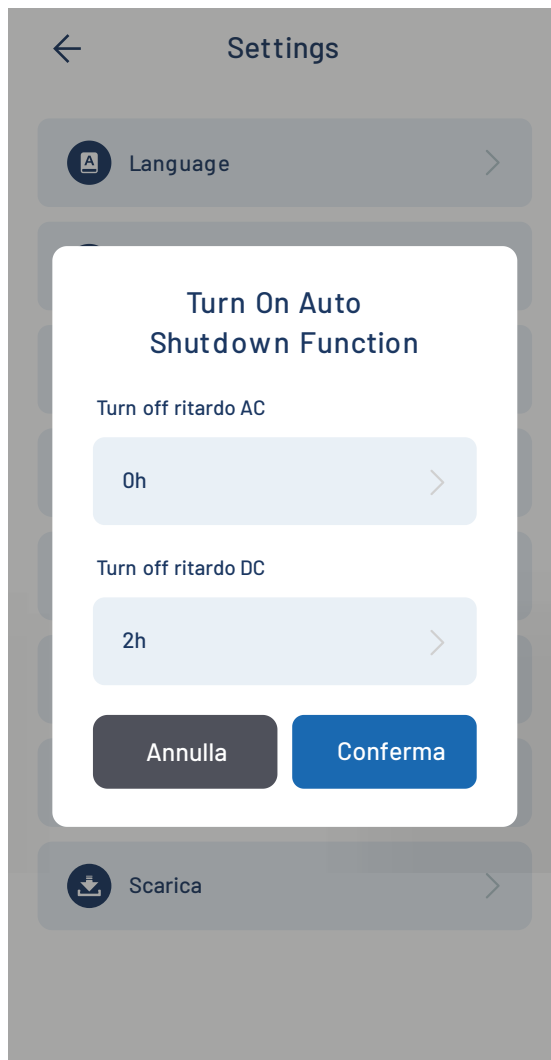 Settings
Language
Turn On Auto
Shutdown Function
Turn off ritardo AC
0h
Turn off ritardo DC
2h
Annulla
Conferma
Scarica